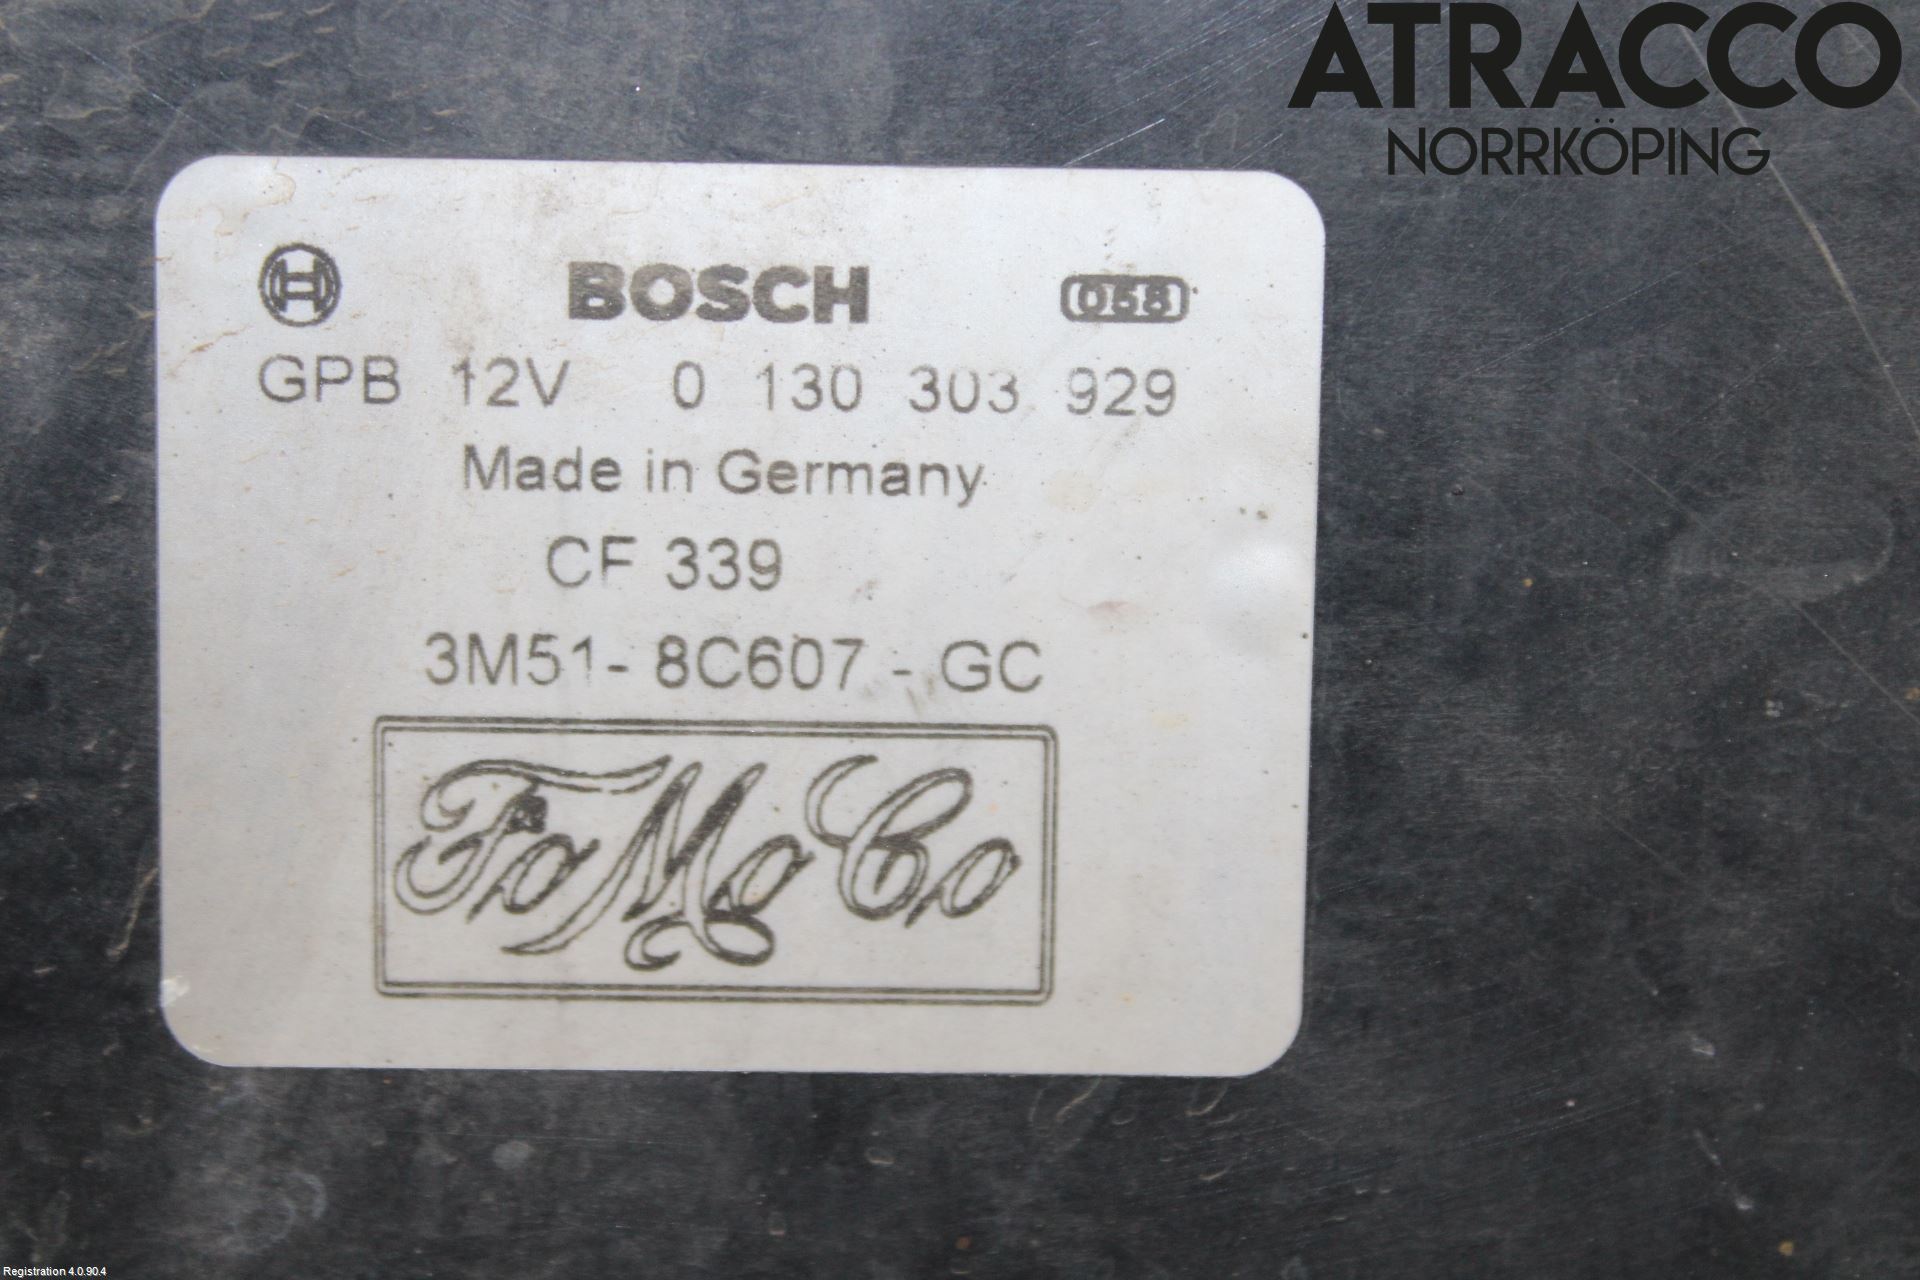 ATRACCO
NORRKÖPING
BOSCH 058
GPB 12V 0 130 303 929
Made in Germany
CF 339
3M51- 8C607 - GC
FoMoCo
Registration 4.0.90.4